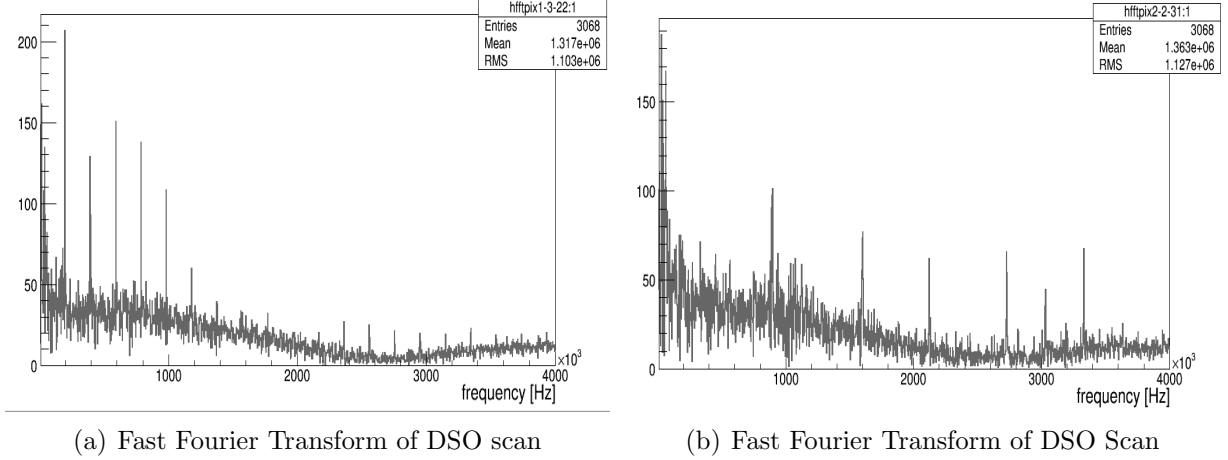 hfftpix1-3-22:1
Entries 3068
Mean 1.317e+06
RMS 1.103e+06
200
150
100
50
0
1000
2000
3000
4000
×10³
frequency [Hz]
(a) Fast Fourier Transform of DSO scan
hfftpix2-2-31:1
Entries 3068
Mean 1.363e+06
RMS 1.127e+06
150
100
50
0
1000
2000
3000
4000
×10³
frequency [Hz]
(b) Fast Fourier Transform of DSO Scan